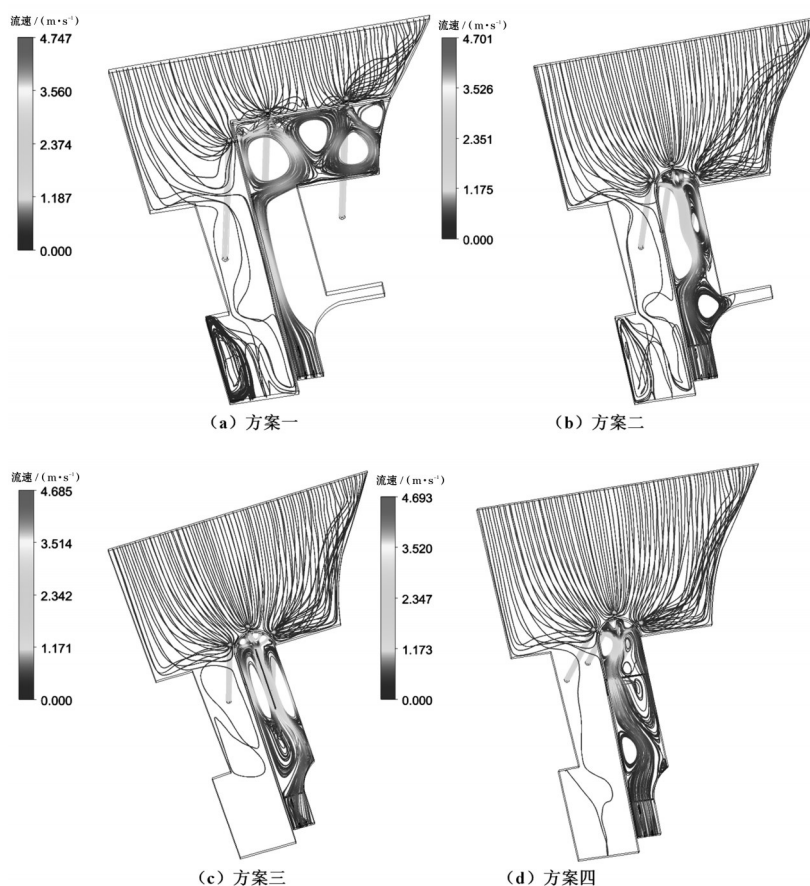 流速/(m·s⁻¹)
4.747
3.560
2.374
1.187
0.000
(a)方案一
流速/(m·s⁻¹)
4.701
3.526
2.351
1.175
0.000
(b)方案二
流速/(m·s⁻¹)
4.685
3.514
2.342
1.171
0.000
(c)方案三
流速/(m·s⁻¹)
4.693
3.520
2.347
1.173
0.000
(d)方案四